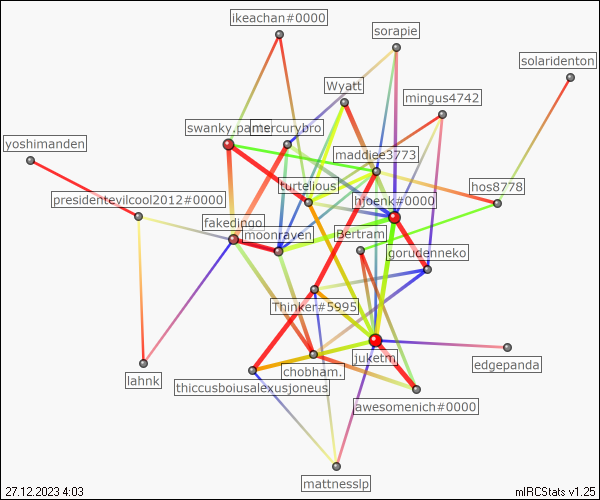 ikeachan#0000
sorapie
solaridenton
Wyatt
mingus4742
swanky.pants
mercurybro
yoshimanden
maddiee3773
turtelious
hos8778
presidentevilcool2012#0000
hjoenk#0000
fakedingo
moonraven
Bertram
gorudenneko
Thinker#5995
juketm
edgepanda
chobham.
lahnk
thiccusboiusalexusjoneus
awesomenich#0000
mattnesslp
27.12.2023 4:03
mIRCStats v1.25